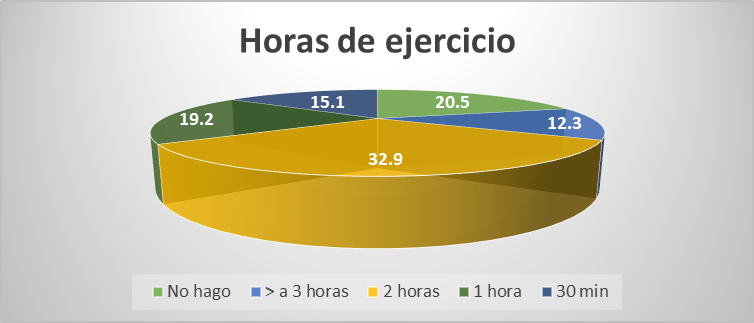 Horas de ejercicio
15.1 20.5
19.2 12.3
32.9
No hago > a 3 horas 2 horas 1 hora 30 min